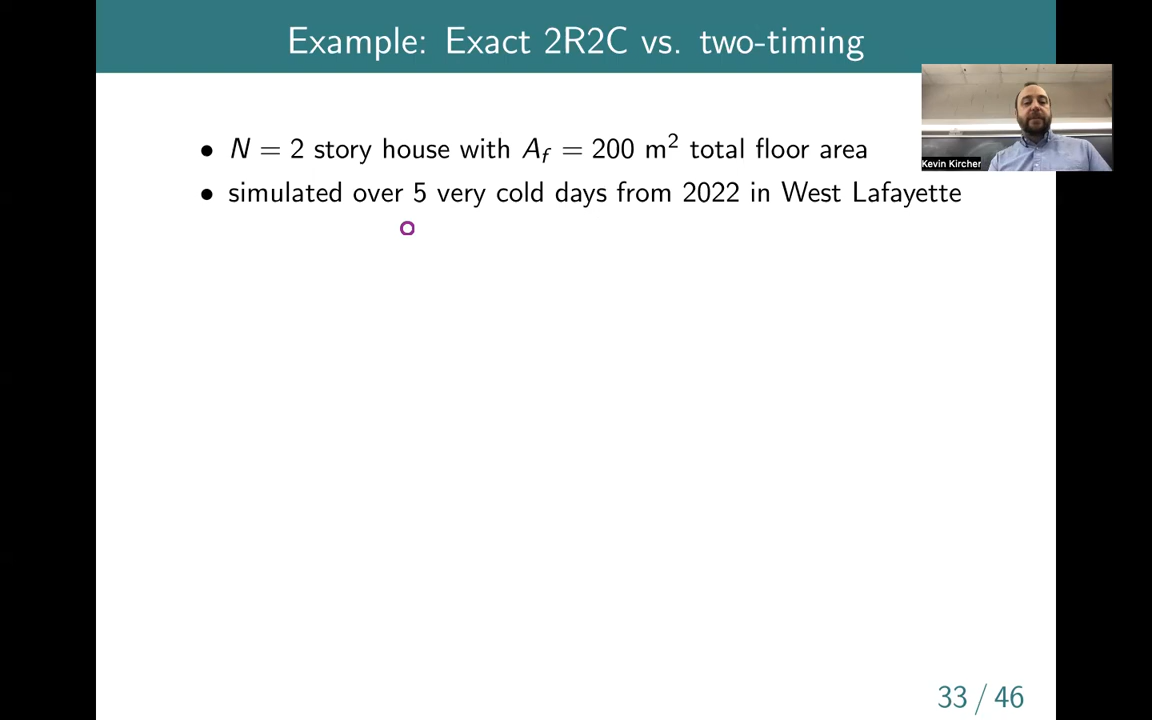 Example: Exact 2R2C vs. two-timing
Kevin Kircher
• N = 2 story house with A_f = 200 m² total floor area
• simulated over 5 very cold days from 2022 in West Lafayette
33 / 46